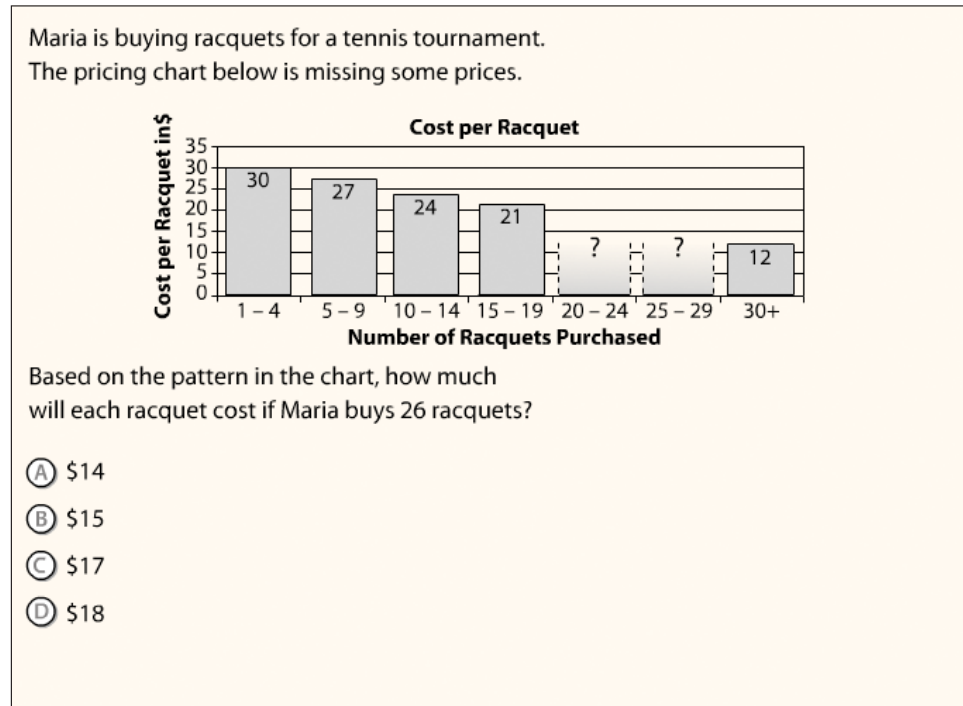 Maria is buying racquets for a tennis tournament.
The pricing chart below is missing some prices.
Cost per Racquet
Cost per Racquet in$
35
30
25
20
15
10
5
0
30
27
24
21
?
?
12
1 – 4
5 – 9
10 – 14
15 – 19
20 – 24
25 – 29
30+
Number of Racquets Purchased
Based on the pattern in the chart, how much
will each racquet cost if Maria buys 26 racquets?
A $14
B $15
C $17
D $18